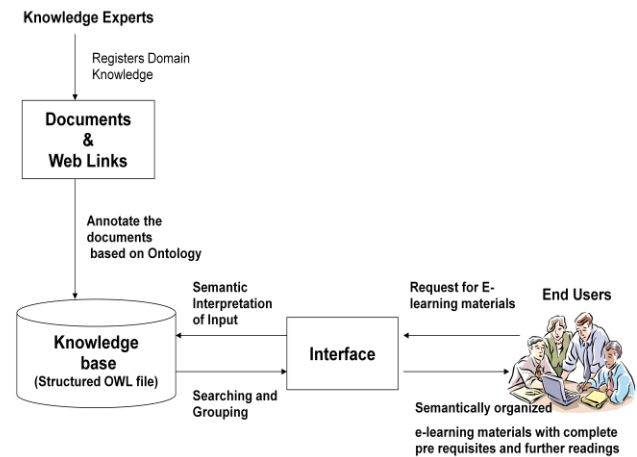 Knowledge Experts
Registers Domain
Knowledge
Documents
&
Web Links
Annotate the
documents
based on Ontology
Knowledge
base
(Structured OWL file)
Semantic
Interpretation
of Input
Searching and
Grouping
Interface
Request for E-
learning materials
End Users
Semantically organized
e-learning materials with complete
pre requisites and further readings